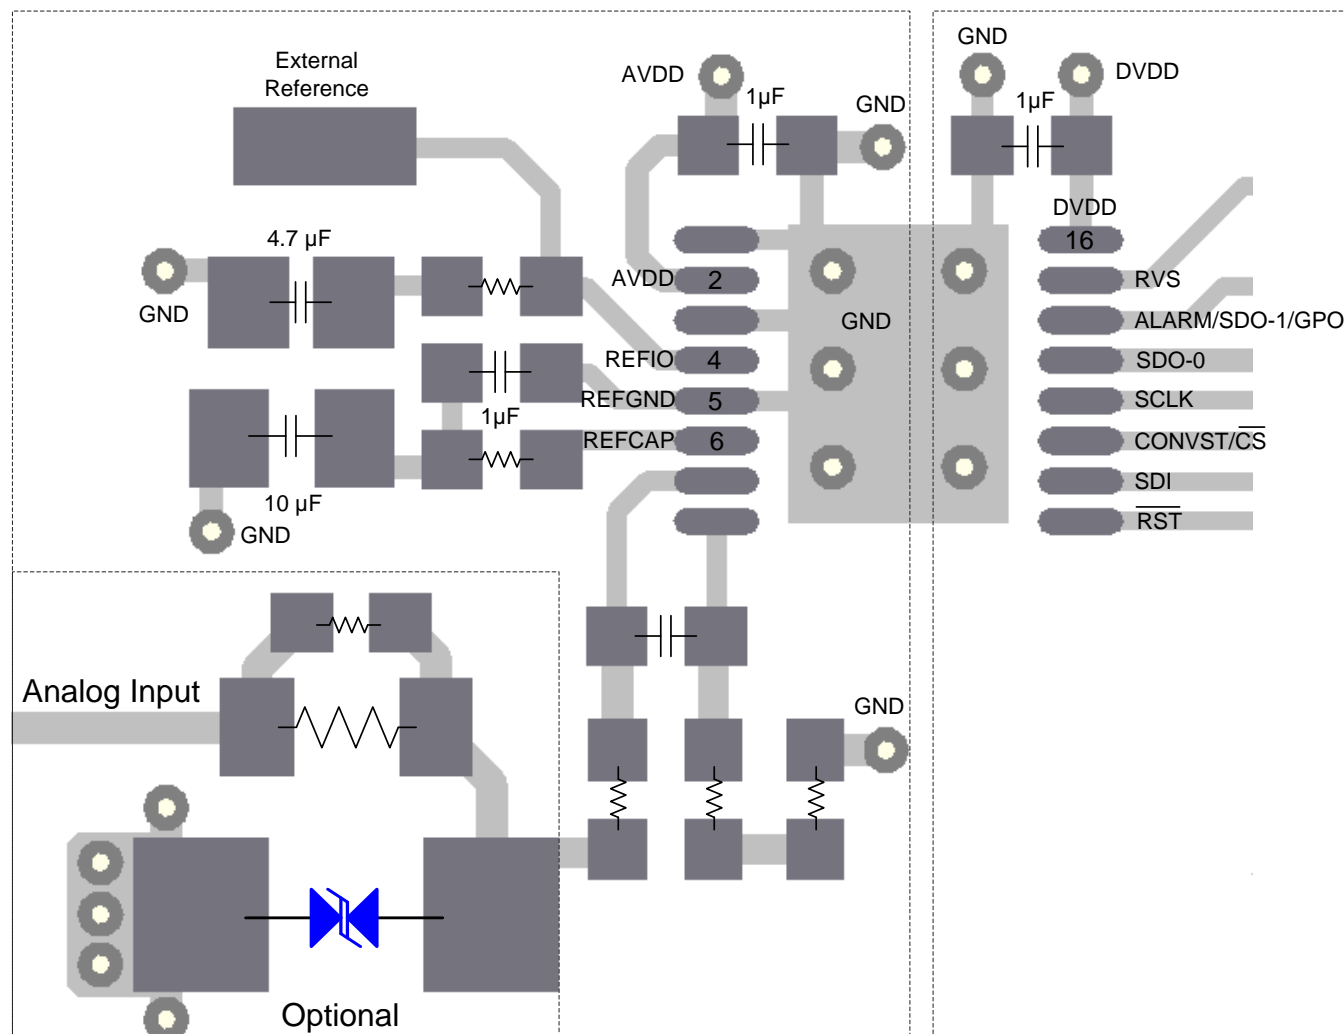 External
Reference
AVDD
1µF
GND
GND
1µF
DVDD
DVDD
16
4.7 µF
GND
AVDD
2
RVS
GND
ALARM/SDO-1/GPO
REFIO
4
SDO-0
REFGND
5
SCLK
1µF
REFCAP
6
CONVST/CS
SDI
10 µF
GND
RST
Analog Input
GND
Optional